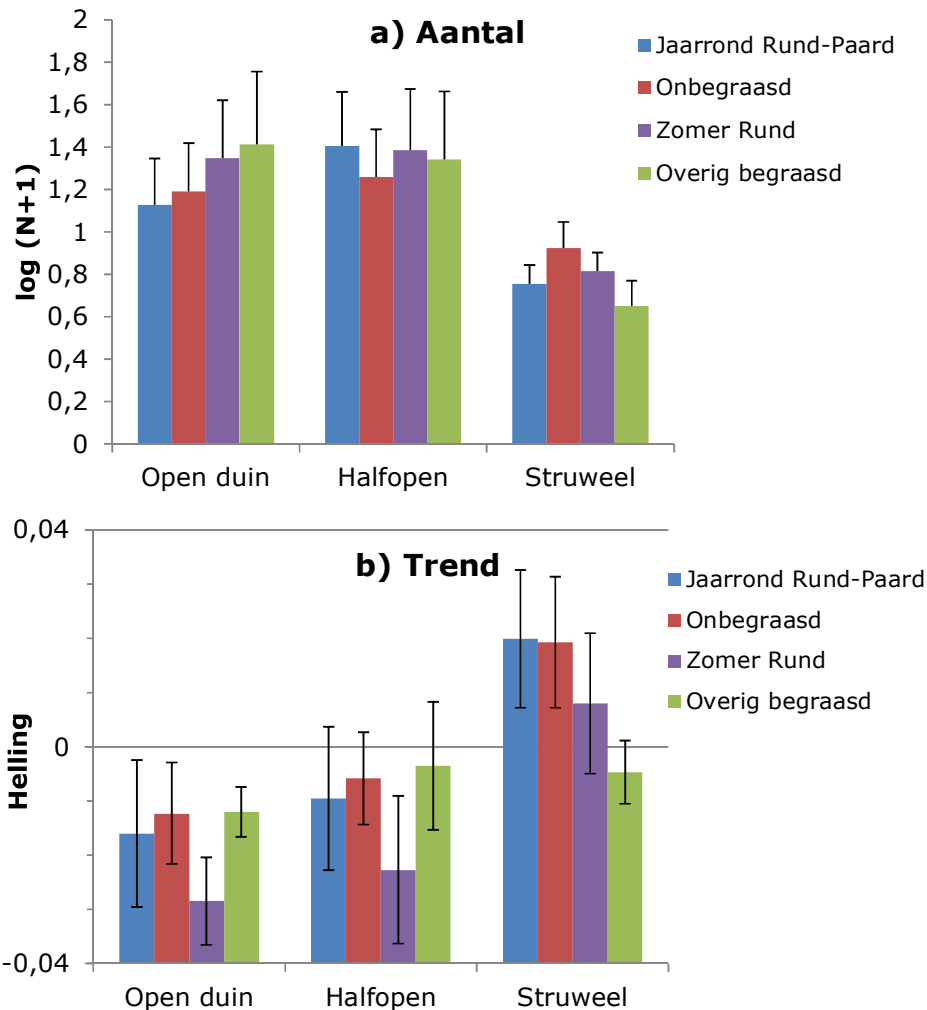 a) Aantal
log (N+1)
2
1,8
1,6
1,4
1,2
1
0,8
0,6
0,4
0,2
0
Open duin
Halfopen
Struweel
Jaarrond Rund-Paard
Onbegraasd
Zomer Rund
Overig begraasd
b) Trend
Helling
0,04
0
-0,04
Open duin
Halfopen
Struweel
Jaarrond Rund-Paard
Onbegraasd
Zomer Rund
Overig begraasd